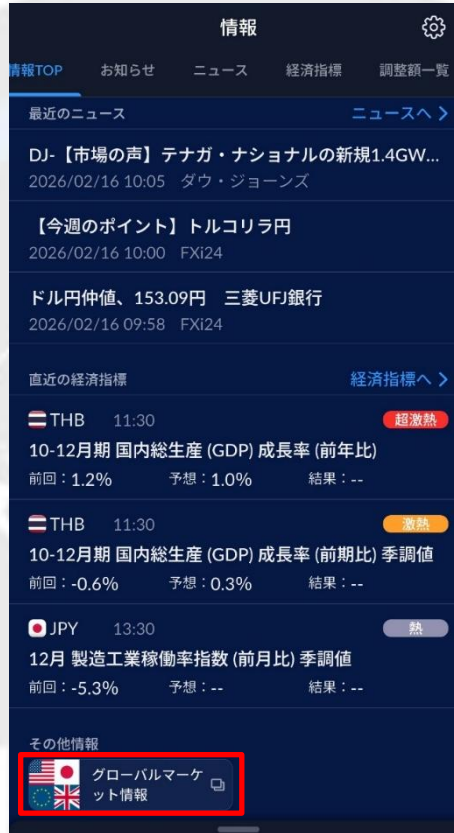 情報
情報TOP お知らせ ニュース 経済指標 調整額一覧
最近のニュース ニュースへ
DJ-【市場の声】テナガ・ナショナルの新規1.4GW...
2026/02/16 10:05 ダウ・ジョーンズ
【今週のポイント】トルコリラ円
2026/02/16 10:00 FXi24
ドル円仲値、153.09円 三菱UFJ銀行
2026/02/16 09:58 FXi24
直近の経済指標 経済指標へ
THB 11:30 超激熱
10-12月期 国内総生産 (GDP) 成長率 (前年比)
前回：1.2% 予想：1.0% 結果：--
THB 11:30 激熱
10-12月期 国内総生産 (GDP) 成長率 (前期比) 季調値
前回：-0.6% 予想：0.3% 結果：--
JPY 13:30 熱
12月 製造工業稼働率指数 (前月比) 季調値
前回：-5.3% 予想：-- 結果：--
その他情報
グローバルマーケ
ット情報